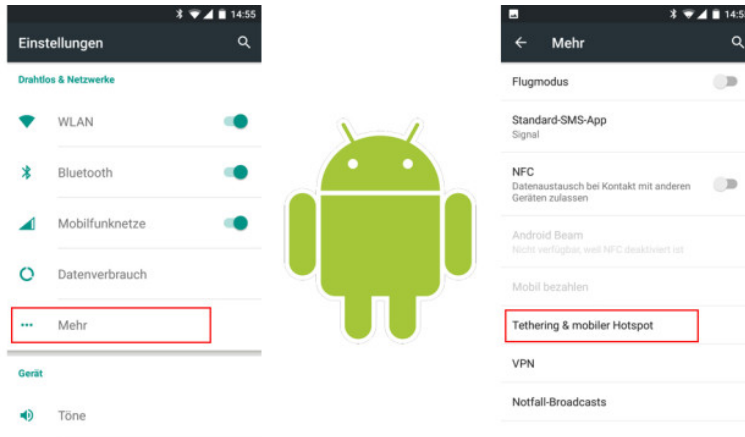 14:55
Einstellungen
Drahtlos & Netzwerke
WLAN
Bluetooth
Mobilfunknetze
Datenverbrauch
Mehr
Gerät
Töne
14:55
Mehr
Flugmodus
Standard-SMS-App
Signal
NFC
Datenaustausch bei Kontakt mit anderen
Geräten zulassen
Android Beam
Nicht verfügbar, weil NFC deaktiviert ist
Mobil bezahlen
Tethering & mobiler Hotspot
VPN
Notfall-Broadcasts